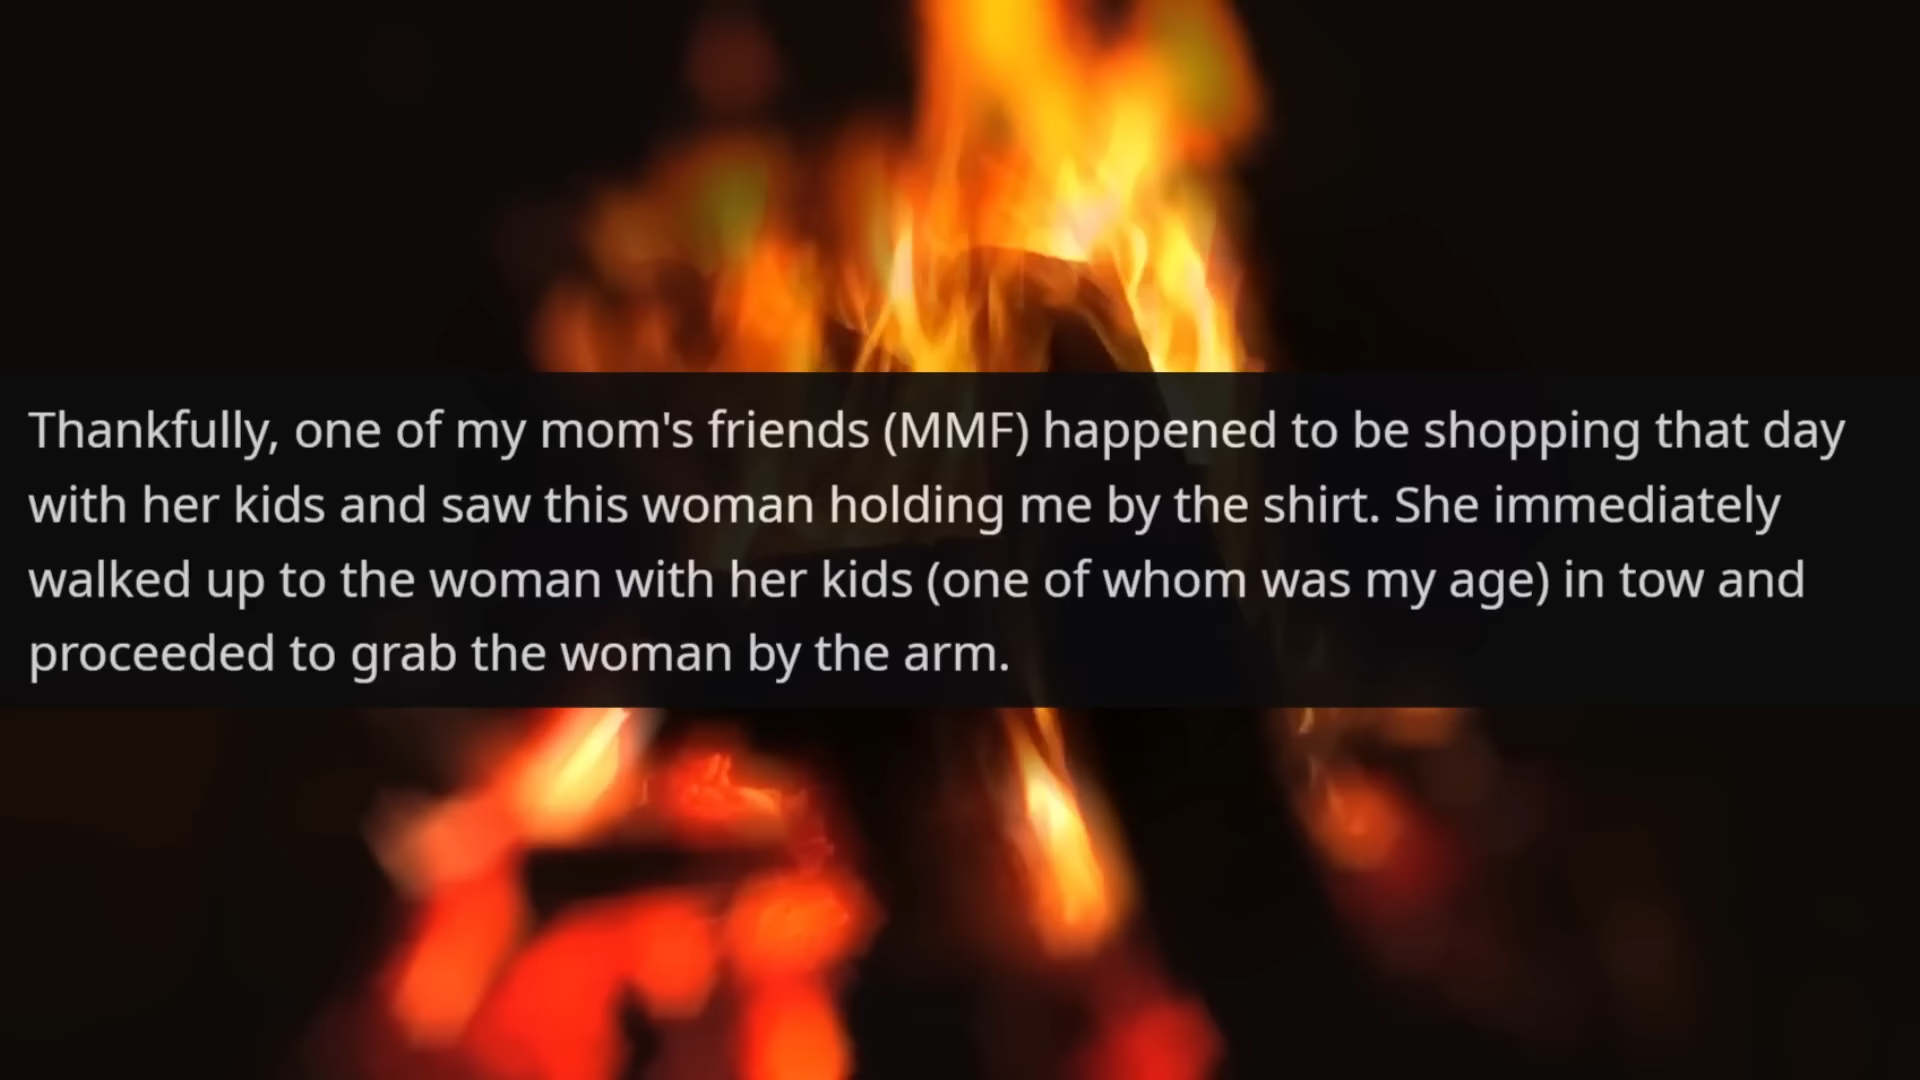 Thankfully, one of my mom's friends (MMF) happened to be shopping that day
with her kids and saw this woman holding me by the shirt. She immediately
walked up to the woman with her kids (one of whom was my age) in tow and
proceeded to grab the woman by the arm.